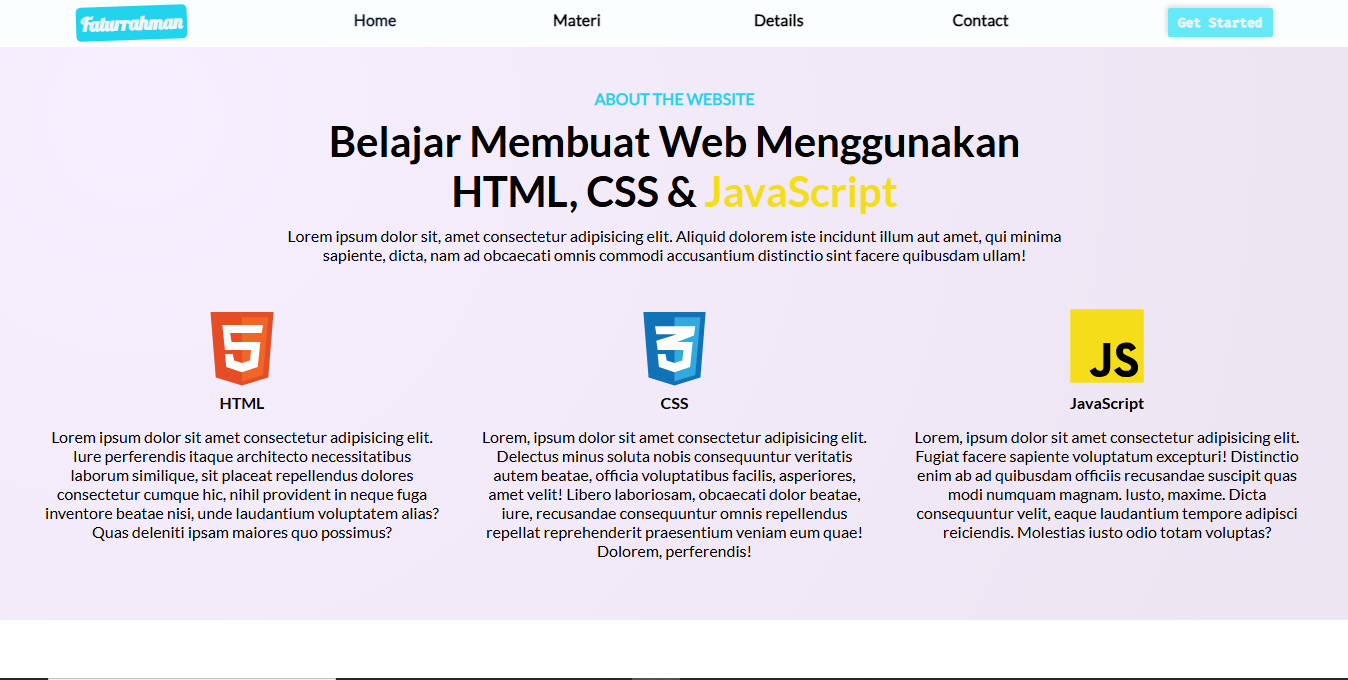 Faturrahman
Home
Materi
Details
Contact
Get Started
ABOUT THE WEBSITE
Belajar Membuat Web Menggunakan
HTML, CSS & JavaScript
Lorem ipsum dolor sit, amet consectetur adipisicing elit. Aliquid dolorem iste incidunt illum aut amet, qui minima
sapiente, dicta, nam ad obcaecati omnis commodi accusantium distinctio sint facere quibusdam ullam!
5
HTML
Lorem ipsum dolor sit amet consectetur adipisicing elit.
Iure perferendis itaque architecto necessitatibus
laborum similique, sit placeat repellendus dolores
consectetur cumque hic, nihil provident in neque fuga
inventore beatae nisi, unde laudantium voluptatem alias?
Quas deleniti ipsam maiores quo possimus?
3
CSS
Lorem, ipsum dolor sit amet consectetur adipisicing elit.
Delectus minus soluta nobis consequuntur veritatis
autem beatae, officia voluptatibus facilis, asperiores,
amet velit! Libero laboriosam, obcaecati dolor beatae,
iure, recusandae consequuntur omnis repellendus
repellat reprehenderit praesentium veniam eum quae!
Dolorem, perferendis!
JS
JavaScript
Lorem, ipsum dolor sit amet consectetur adipisicing elit.
Fugiat facere sapiente voluptatum excepturi! Distinctio
enim ab ad quibusdam officiis recusandae suscipit quas
modi numquam magnam. Iusto, maxime. Dicta
consequuntur velit, eaque laudantium tempore adipisci
reiciendis. Molestias iusto odio totam voluptas?